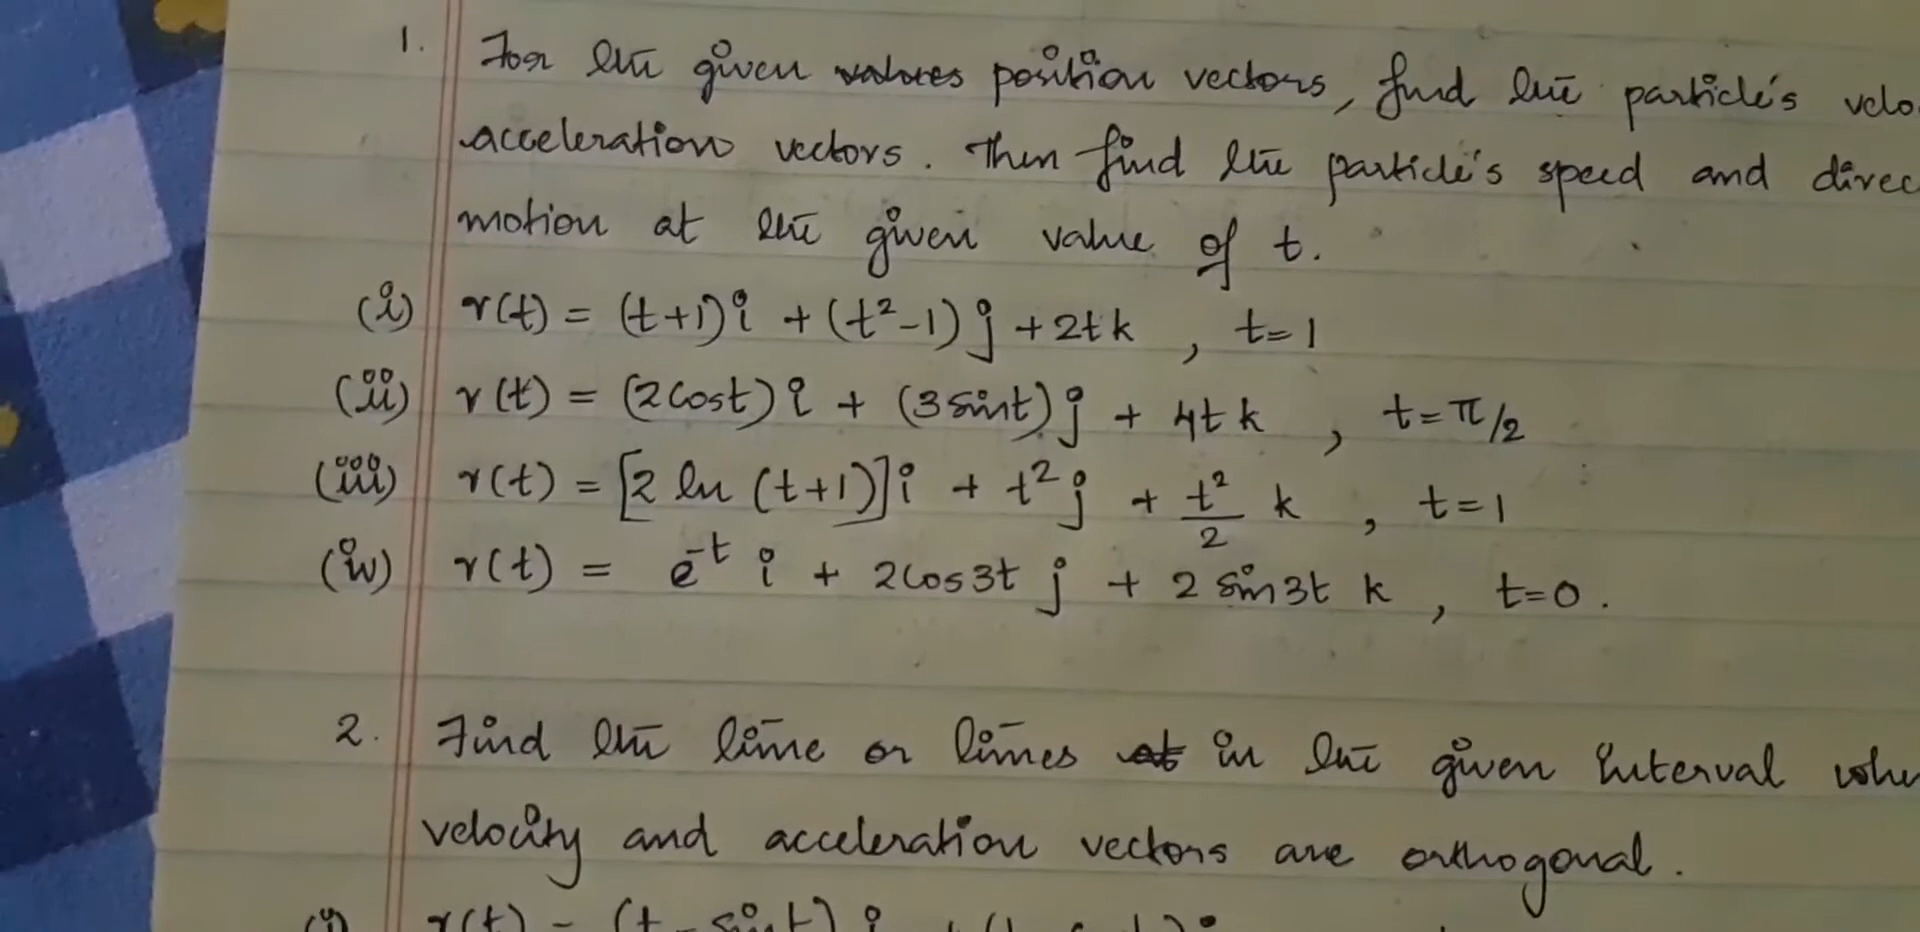 1. For the given values position vectors, find the particle's velo
acceleration vectors. Then find the particle's speed and direc
motion at the given value of t.
(i) r(t) = (t+1)i + (t²-1)j + 2tk , t=1
(ii) r(t) = (2cost)i + (3sint)j + 4tk , t=π/2
(iii) r(t) = [2 ln (t+1)]i + t²j + t²/2 k , t=1
(iv) r(t) = e⁻ᵗ i + 2cos3t j + 2 sin3t k , t=0.
2. Find the time or times at in the given interval whe
velocity and acceleration vectors are orthogonal.
(i) r(t) = (t-sint) i